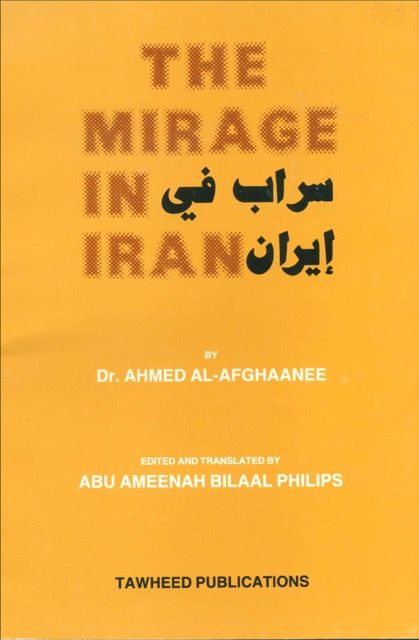 THE
MIRAGE
IN سراب في
IRAN إيران
BY
Dr. AHMED AL-AFGHAANEE
EDITED AND TRANSLATED BY
ABU AMEENAH BILAAL PHILIPS
TAWHEED PUBLICATIONS